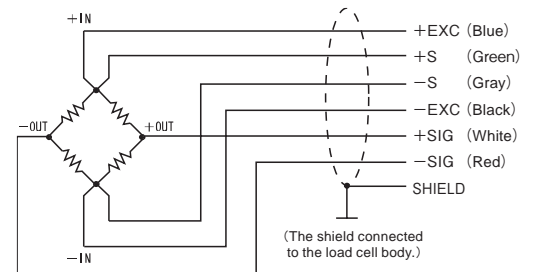 +IN
+EXC (Blue)
+S (Green)
−S (Gray)
−EXC (Black)
−OUT
+OUT
+SIG (White)
−SIG (Red)
SHIELD
(The shield connected
to the load cell body.)
−IN